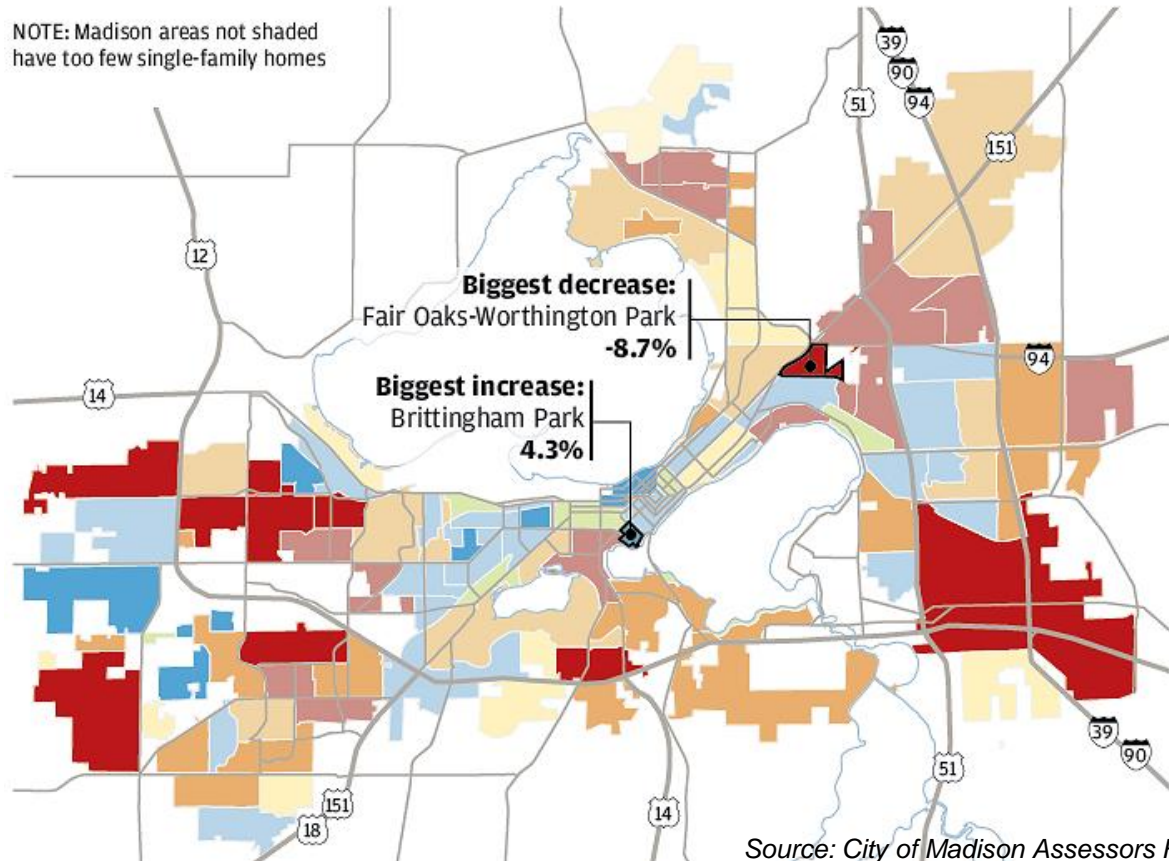 NOTE: Madison areas not shaded
have too few single-family homes
39
90
94
51
151
12
Biggest decrease:
Fair Oaks-Worthington Park
-8.7%
94
14
Biggest increase:
Brittingham Park
4.3%
39
90
51
151
14
18
Source: City of Madison Assessors